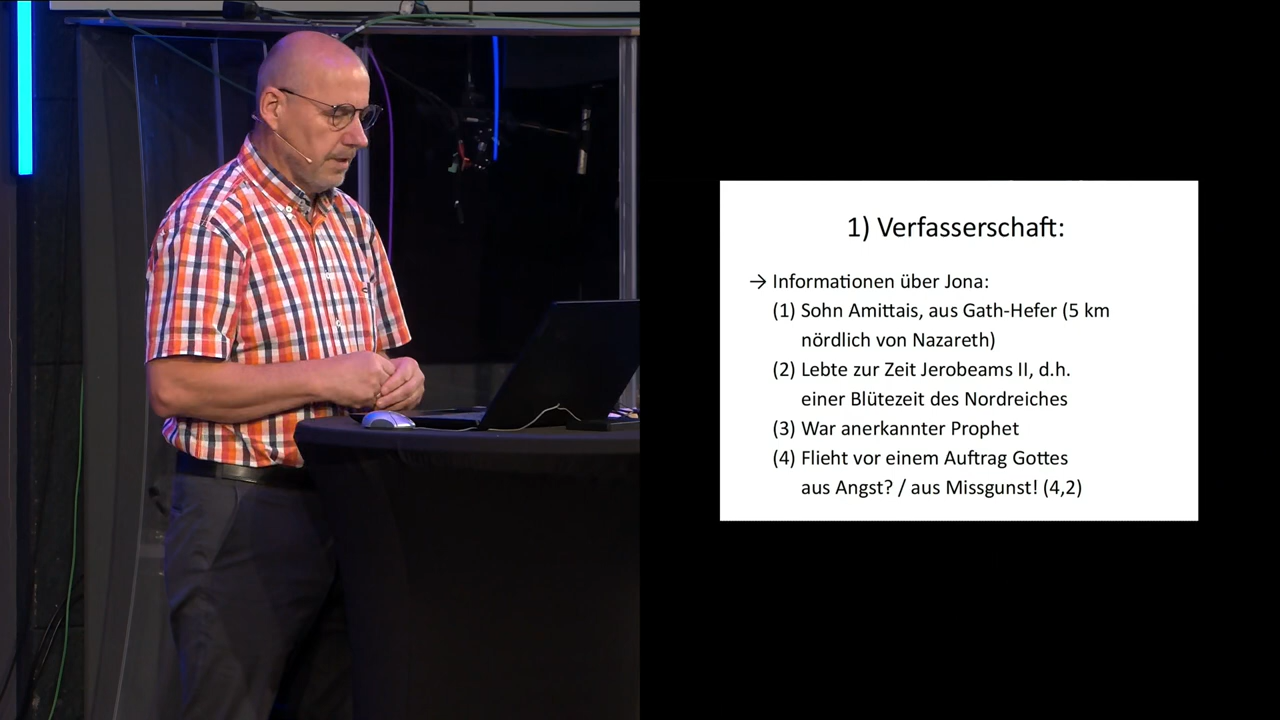 1) Verfasserschaft:
→ Informationen über Jona:
(1) Sohn Amittais, aus Gath-Hefer (5 km
nördlich von Nazareth)
(2) Lebte zur Zeit Jerobeams II, d.h.
einer Blütezeit des Nordreiches
(3) War anerkannter Prophet
(4) Flieht vor einem Auftrag Gottes
aus Angst? / aus Missgunst! (4,2)